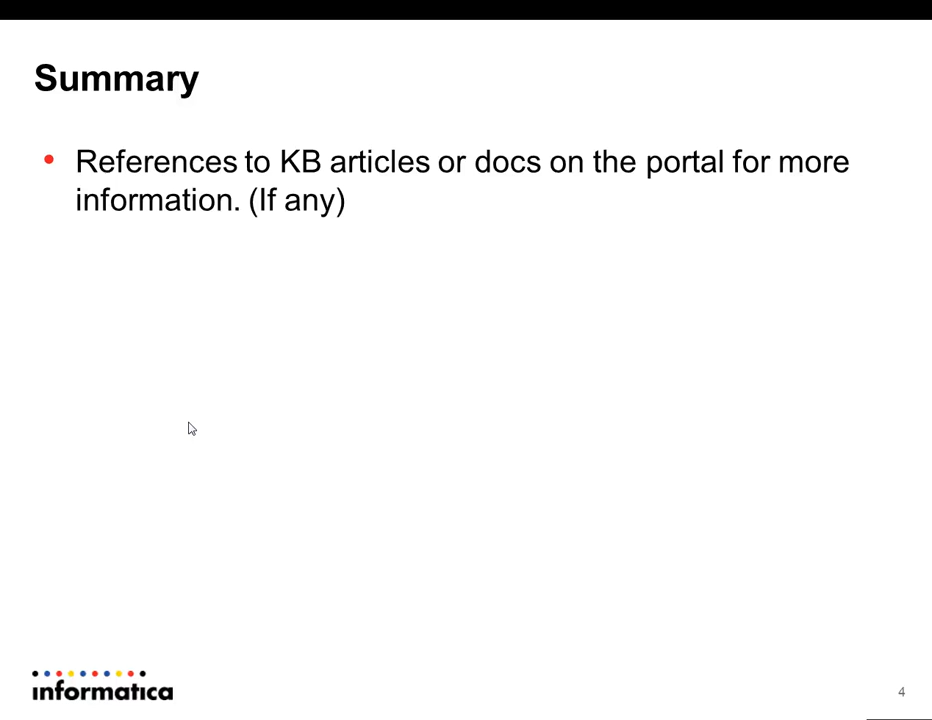 Summary
• References to KB articles or docs on the portal for more
information. (If any)
informatica
4